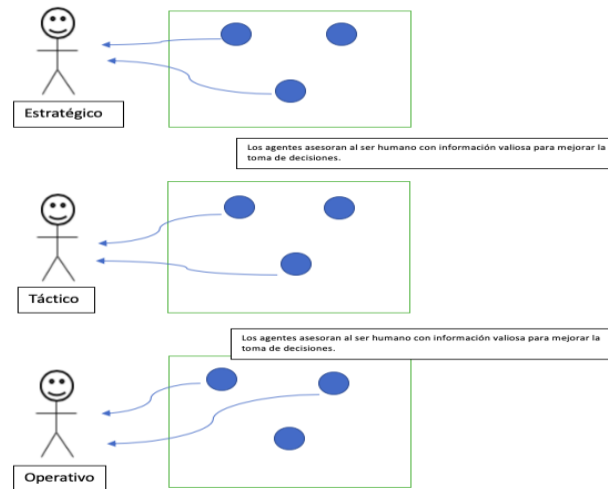 Estratégico
Los agentes asesoran al ser humano con información valiosa para mejorar la
toma de decisiones.
Táctico
Los agentes asesoran al ser humano con información valiosa para mejorar la
toma de decisiones.
Operativo